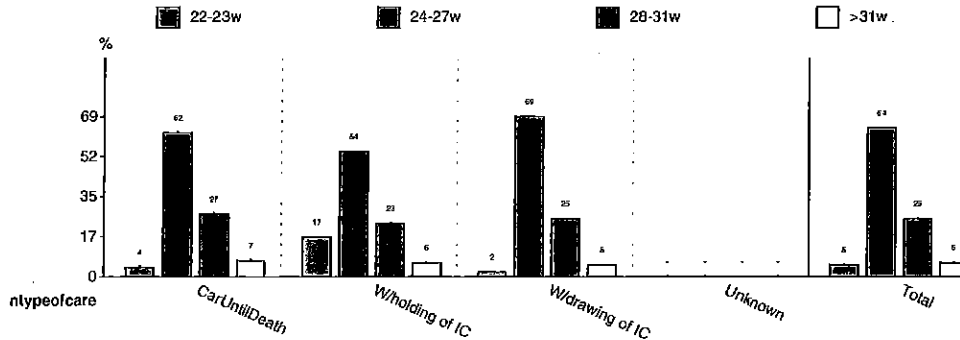 22-23w 24-27w 28-31w >31w
%
69
52
35
17
0
4 62 27 7
17 54 23 6
2 69 25 5
5 64 25 6
ntypeofcare CarUntilDeath W/holding of IC W/drawing of IC Unknown Total